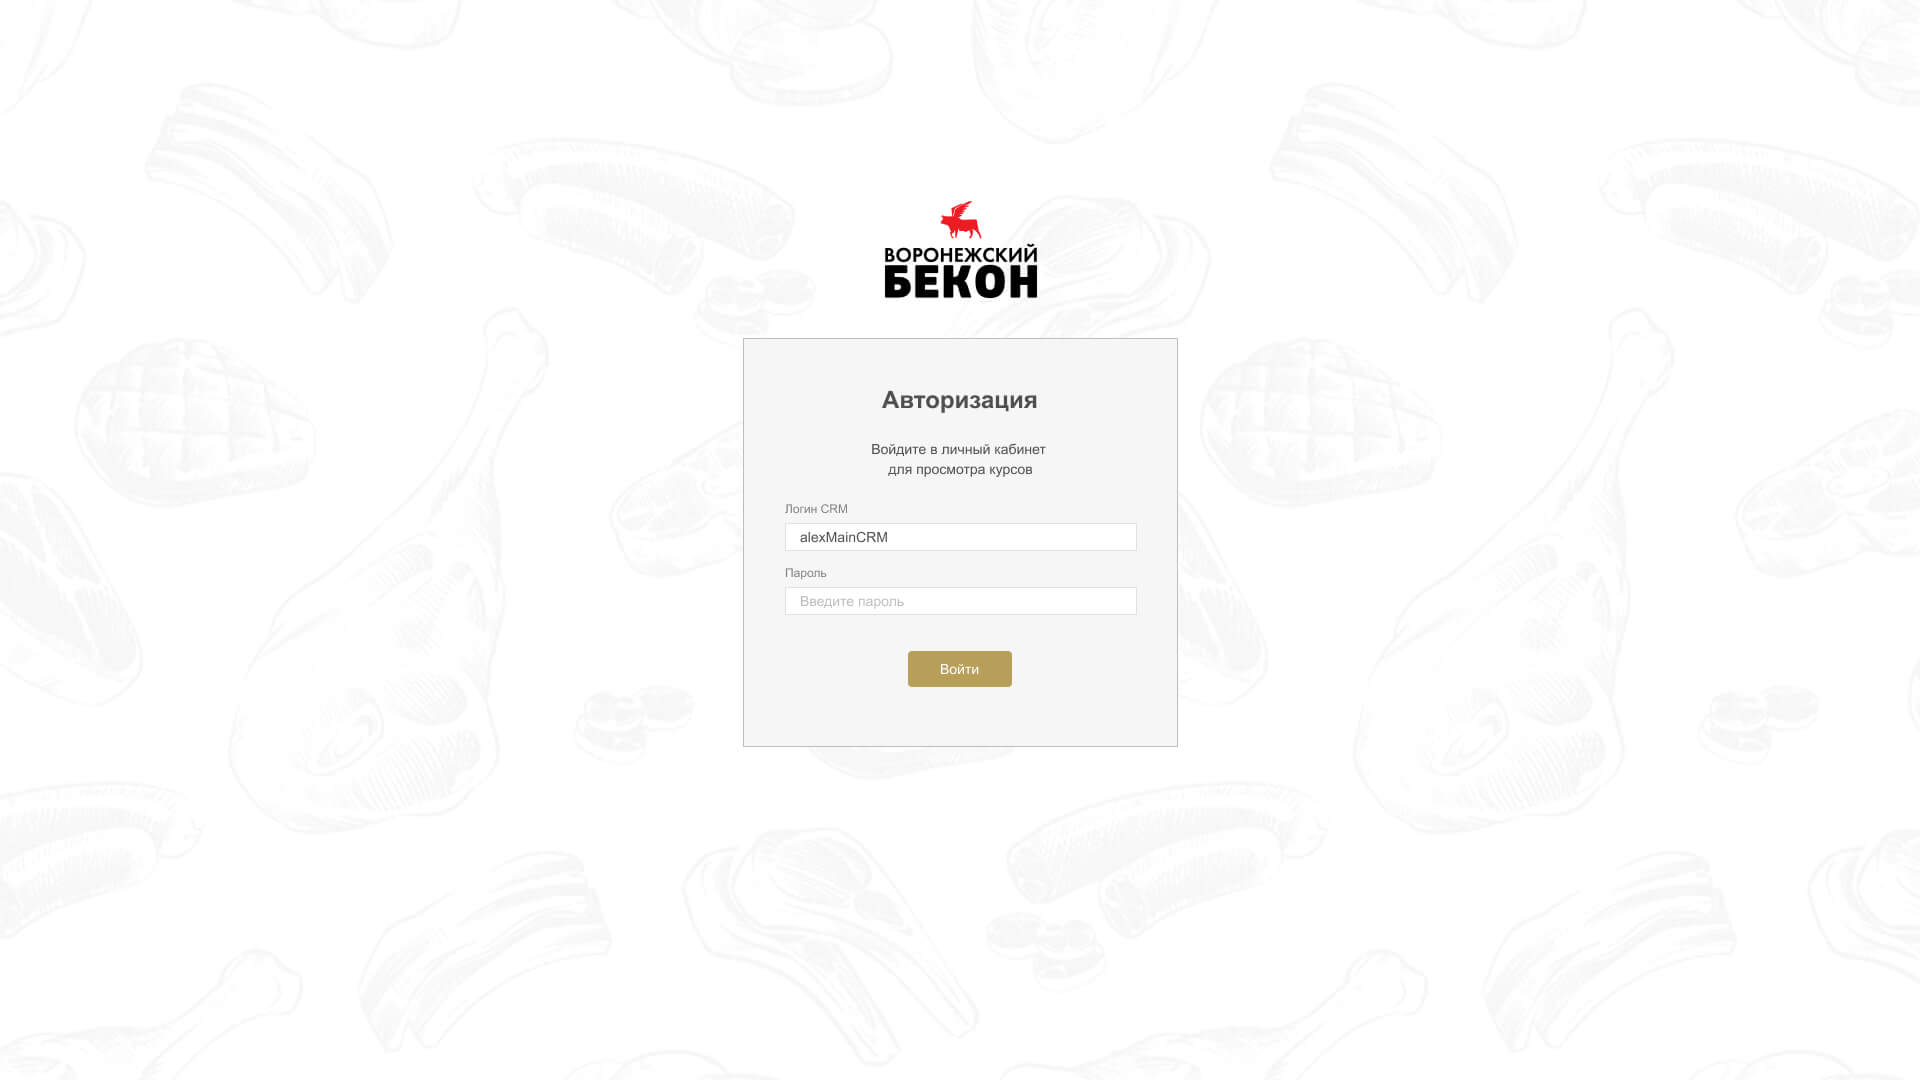 ВОРОНЕЖСКИЙ
БЕКОН
Авторизация
Войдите в личный кабинет
для просмотра курсов
Логин CRM
alexMainCRM
Пароль
Введите пароль
Войти